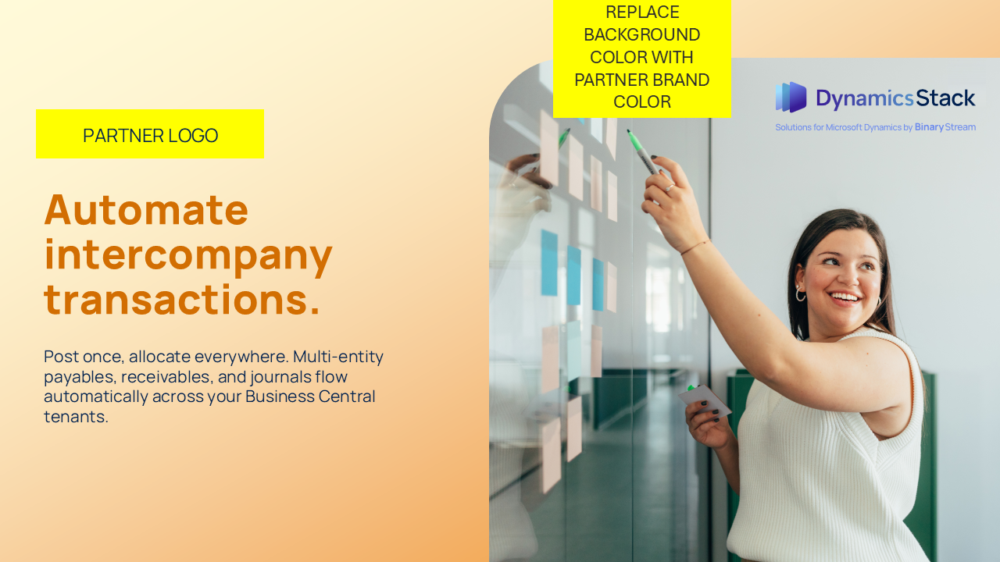 REPLACE
BACKGROUND
COLOR WITH
PARTNER BRAND
COLOR
DynamicsStack
Solutions for Microsoft Dynamics by BinaryStream
PARTNER LOGO
Automate
intercompany
transactions.
Post once, allocate everywhere. Multi-entity
payables, receivables, and journals flow
automatically across your Business Central
tenants.